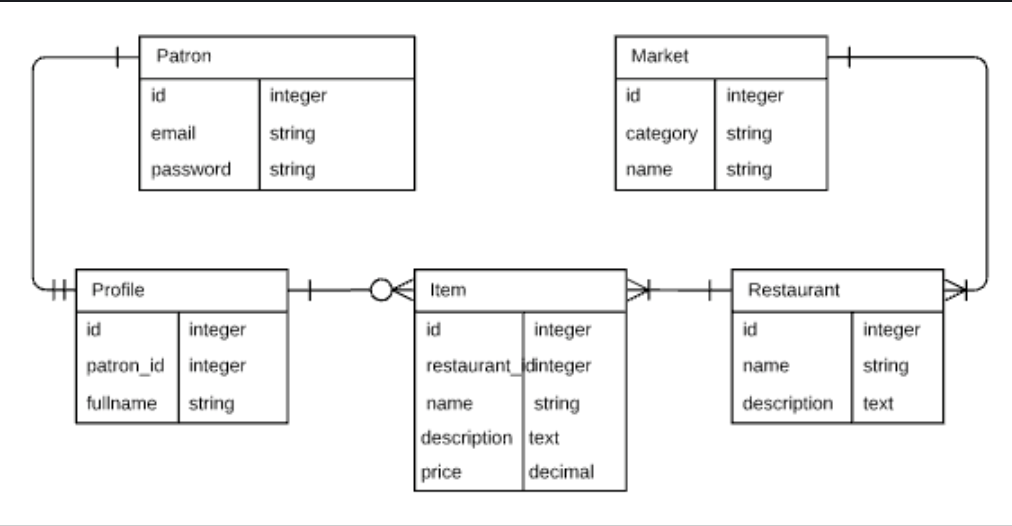 Patron
id integer
email string
password string
Market
id integer
category string
name string
Profile
id integer
patron_id integer
fullname string
Item
id integer
restaurant_id integer
name string
description text
price decimal
Restaurant
id integer
name string
description text